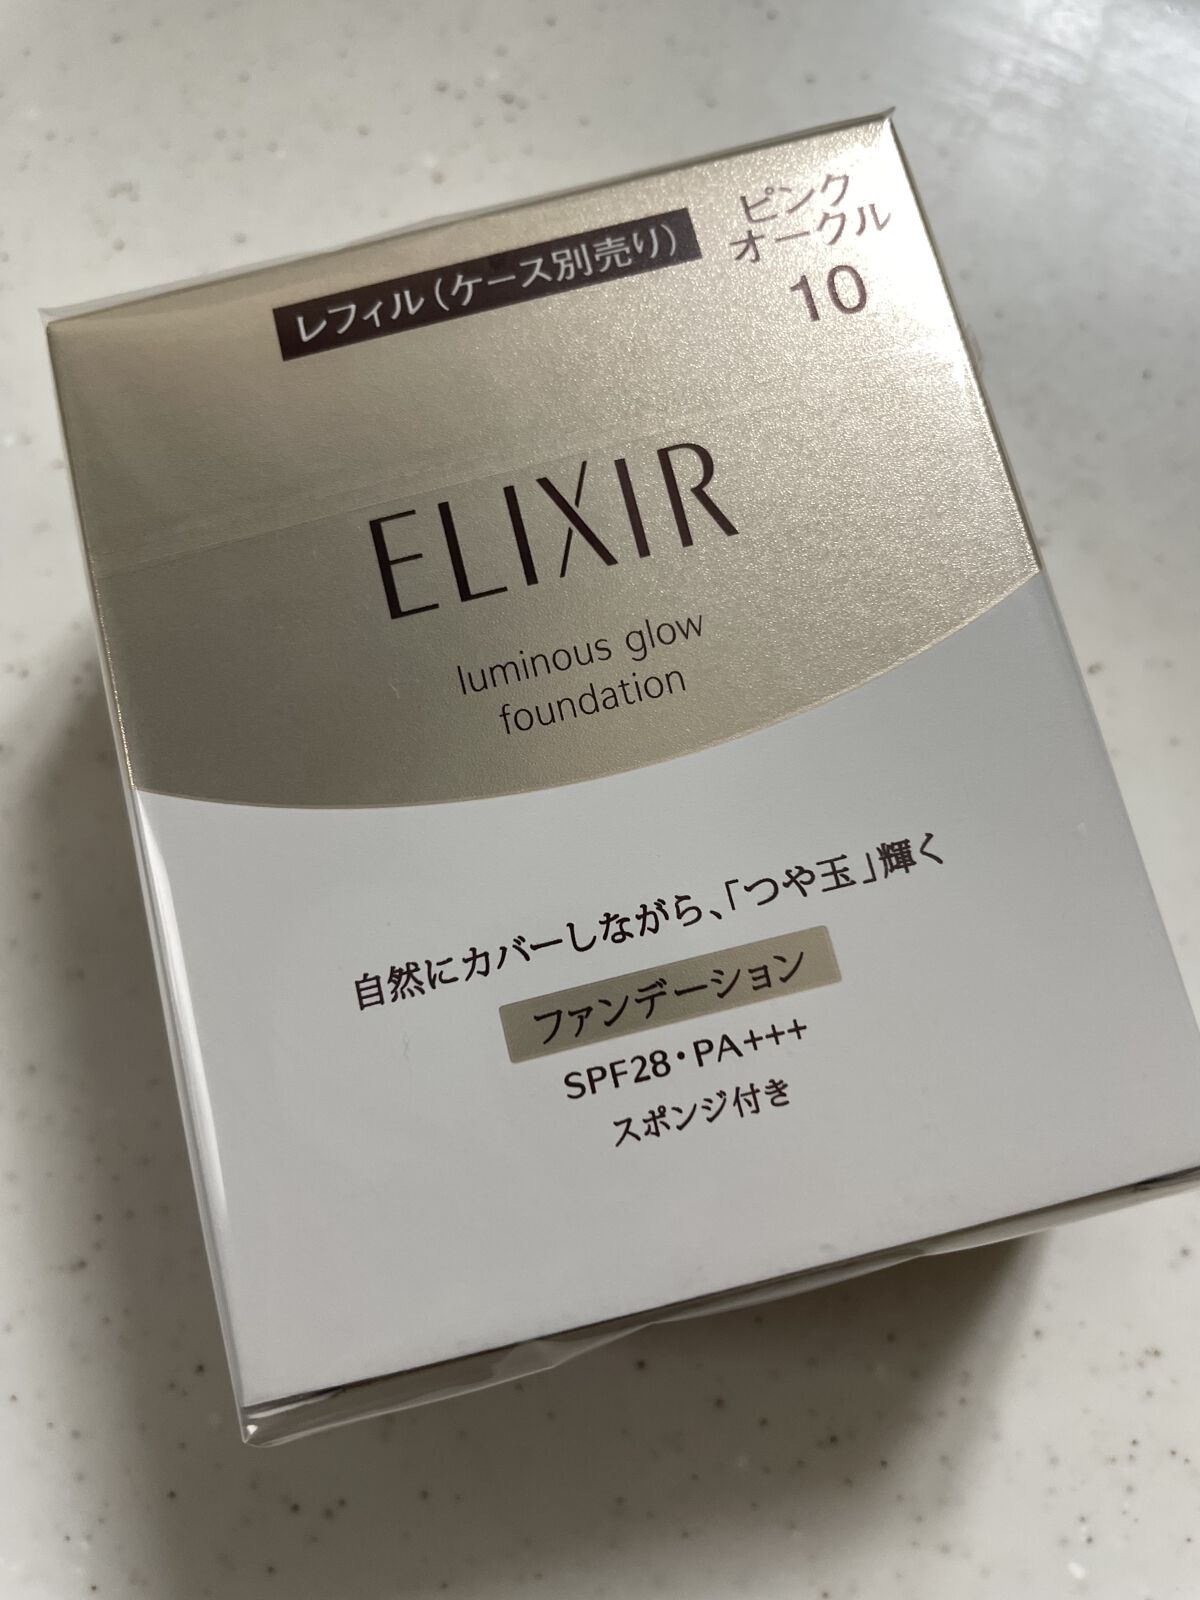 レフィル（ケース別売り）
ピンク
オークル
10
ELIXIR
luminous glow
foundation
自然にカバーしながら、「つや玉」輝く
ファンデーション
SPF28・PA+++
スポンジ付き